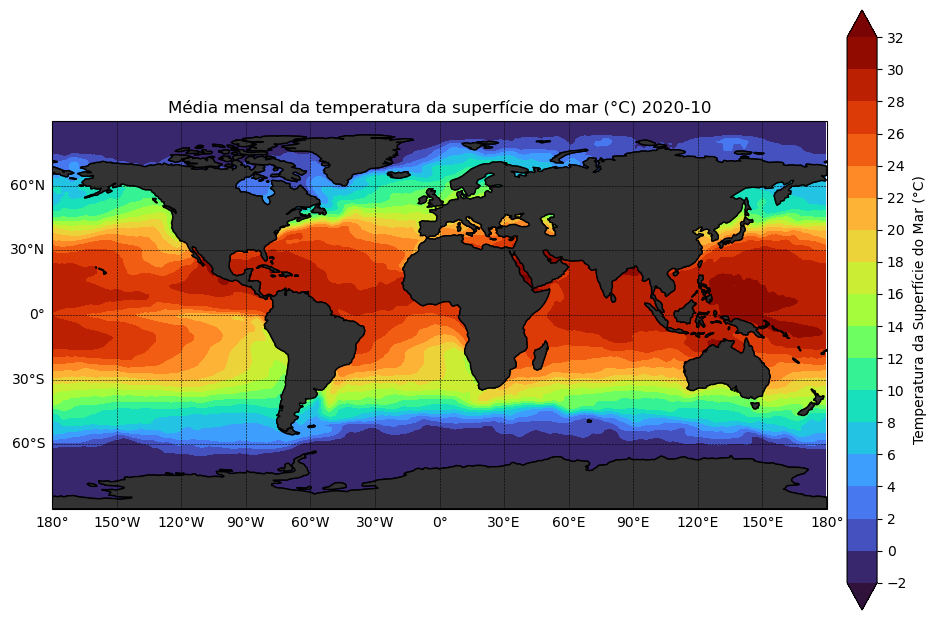 Média mensal da temperatura da superfície do mar (°C) 2020-10
60°N
30°N
0°
30°S
60°S
180° 150°W 120°W 90°W 60°W 30°W 0° 30°E 60°E 90°E 120°E 150°E 180°
32
30
28
26
24
22
20
18
16
14
12
10
8
6
4
2
0
−2
Temperatura da Superfície do Mar (°C)